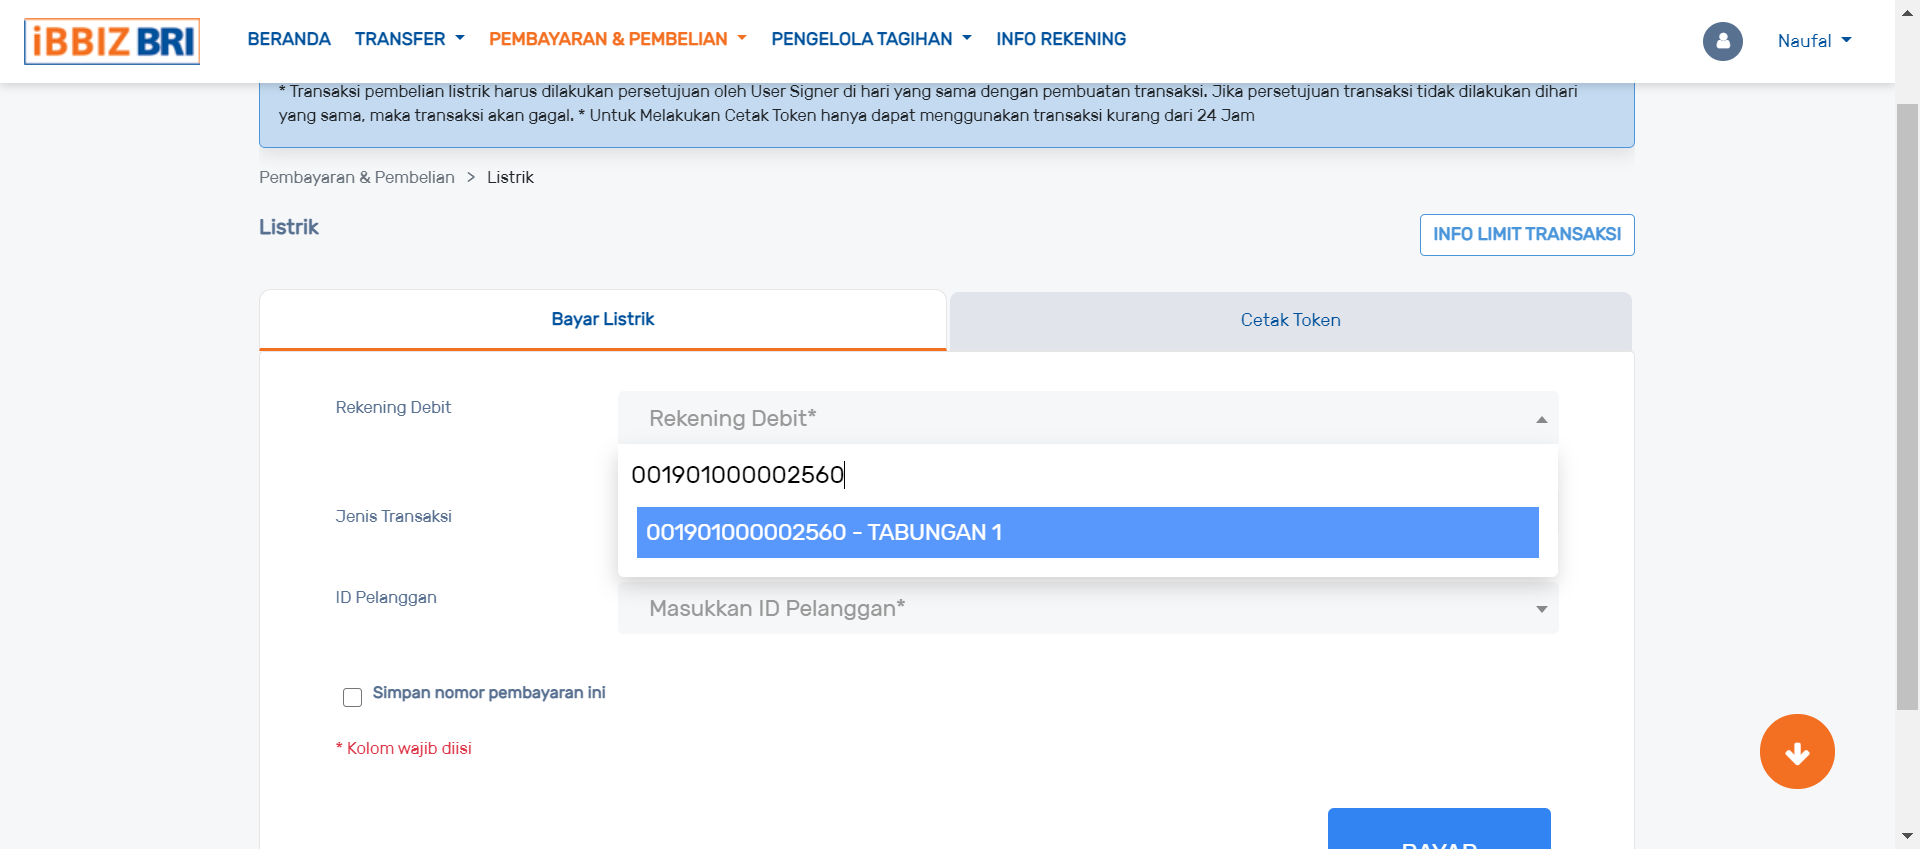 iBBIZ BRI
BERANDA TRANSFER PEMBAYARAN & PEMBELIAN PENGELOLA TAGIHAN INFO REKENING Naufal
* Transaksi pembelian listrik harus dilakukan persetujuan oleh User Signer di hari yang sama dengan pembuatan transaksi. Jika persetujuan transaksi tidak dilakukan dihari
yang sama, maka transaksi akan gagal. * Untuk Melakukan Cetak Token hanya dapat menggunakan transaksi kurang dari 24 Jam
Pembayaran & Pembelian > Listrik
Listrik
INFO LIMIT TRANSAKSI
Bayar Listrik
Cetak Token
Rekening Debit
Rekening Debit*
001901000002560
001901000002560 - TABUNGAN 1
Jenis Transaksi
ID Pelanggan
Masukkan ID Pelanggan*
Simpan nomor pembayaran ini
* Kolom wajib diisi
BAYAR